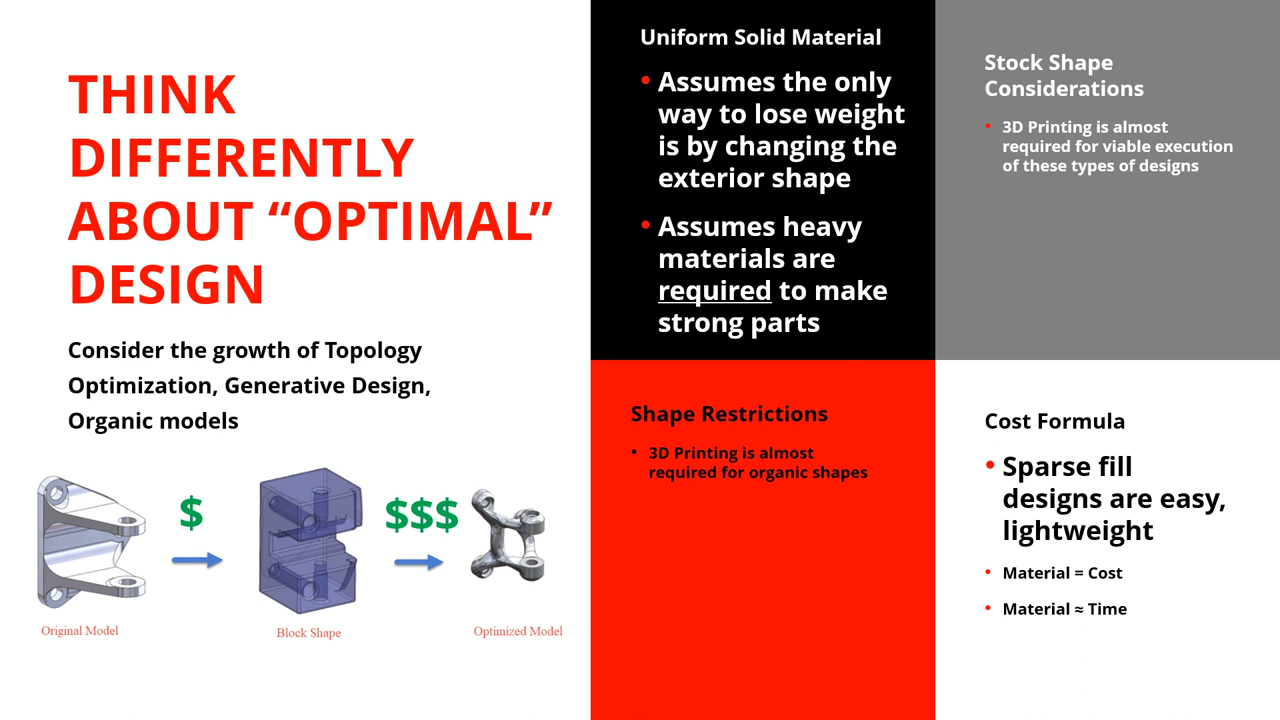 THINK
DIFFERENTLY
ABOUT “OPTIMAL”
DESIGN
Consider the growth of Topology
Optimization, Generative Design,
Organic models
$
$$$
Original Model
Block Shape
Optimized Model
Uniform Solid Material
• Assumes the only
way to lose weight
is by changing the
exterior shape
• Assumes heavy
materials are
required to make
strong parts
Stock Shape
Considerations
• 3D Printing is almost
required for viable execution
of these types of designs
Shape Restrictions
• 3D Printing is almost
required for organic shapes
Cost Formula
• Sparse fill
designs are easy,
lightweight
• Material = Cost
• Material ≈ Time